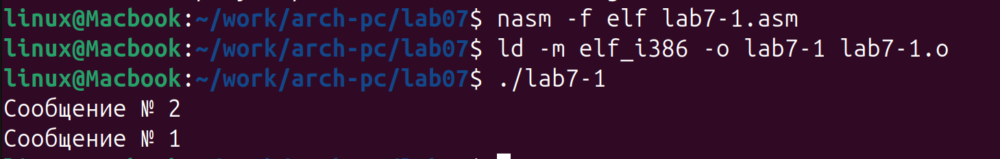 linux@Macbook:~/work/arch-pc/lab07$ nasm -f elf lab7-1.asm
linux@Macbook:~/work/arch-pc/lab07$ ld -m elf_i386 -o lab7-1 lab7-1.o
linux@Macbook:~/work/arch-pc/lab07$ ./lab7-1
Сообщение № 2
Сообщение № 1